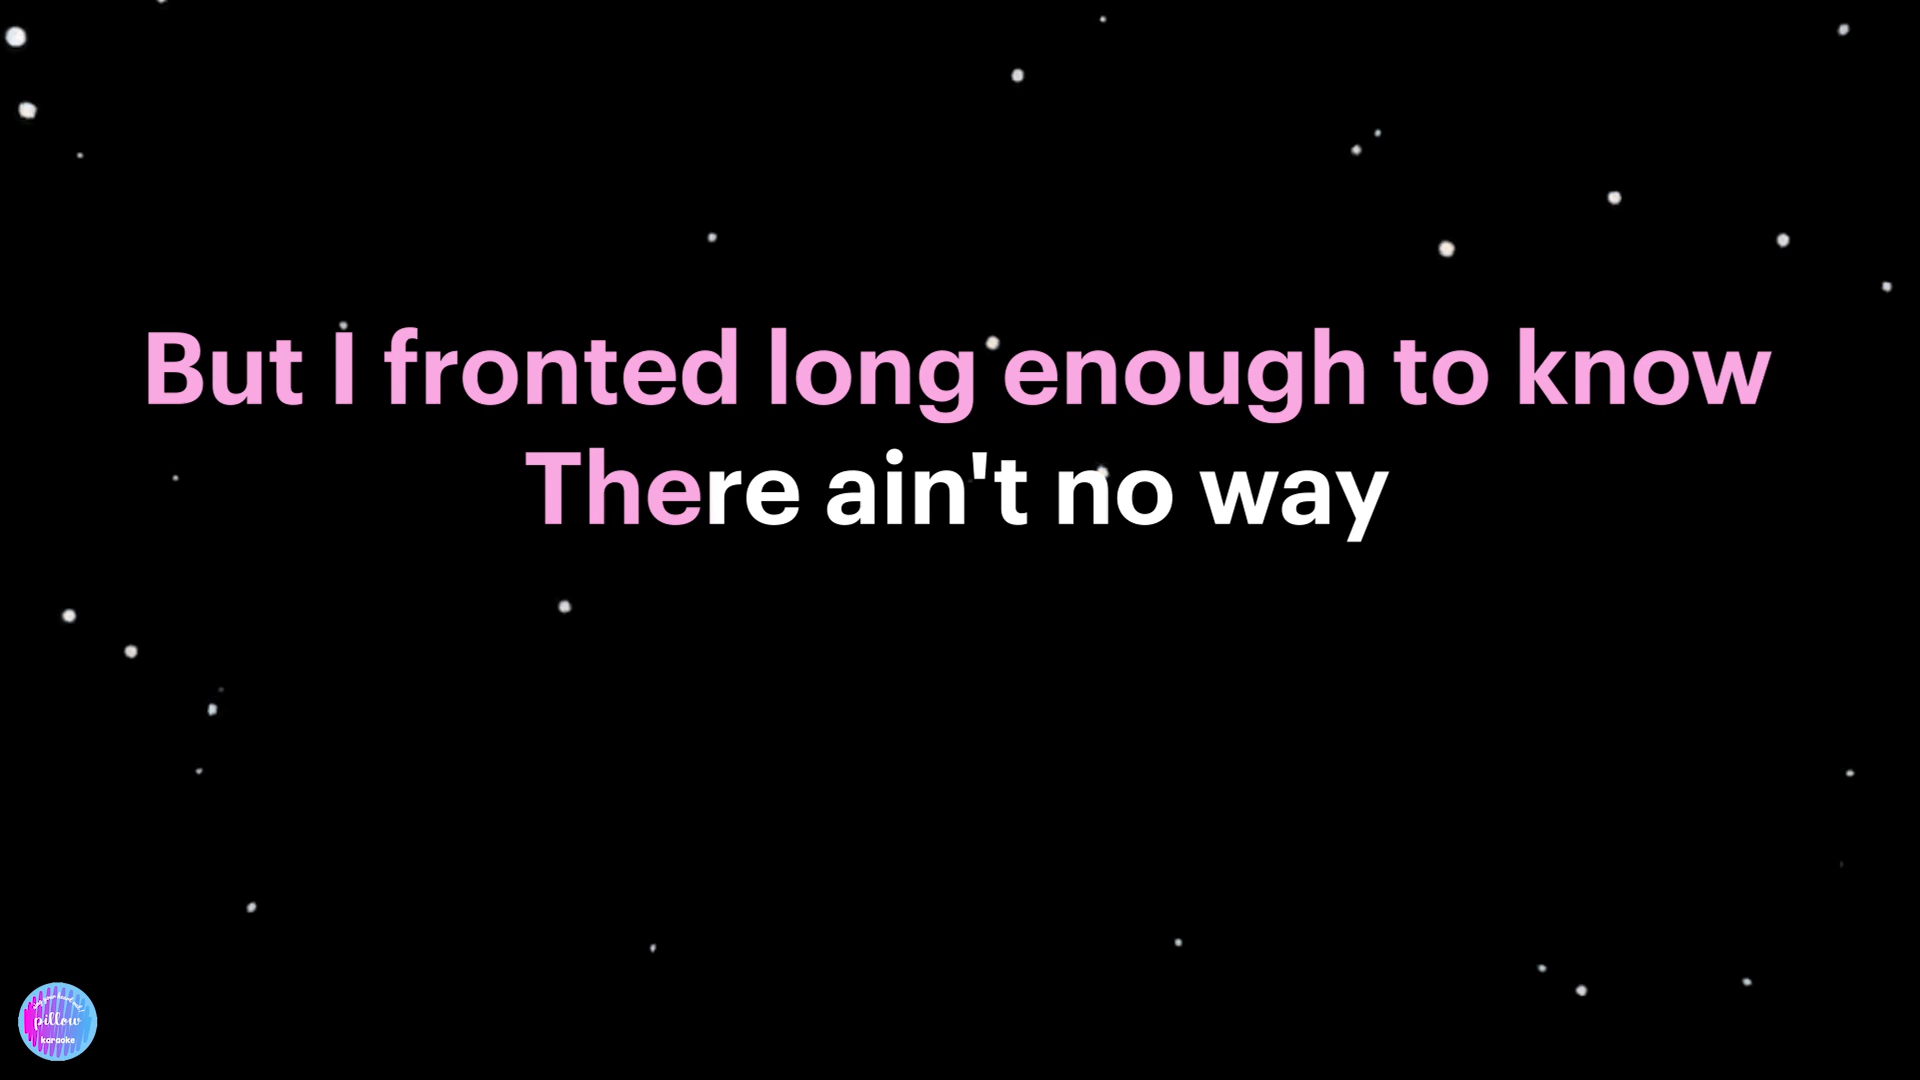 But I fronted long enough to know
There ain't no way
pillow
karaoke